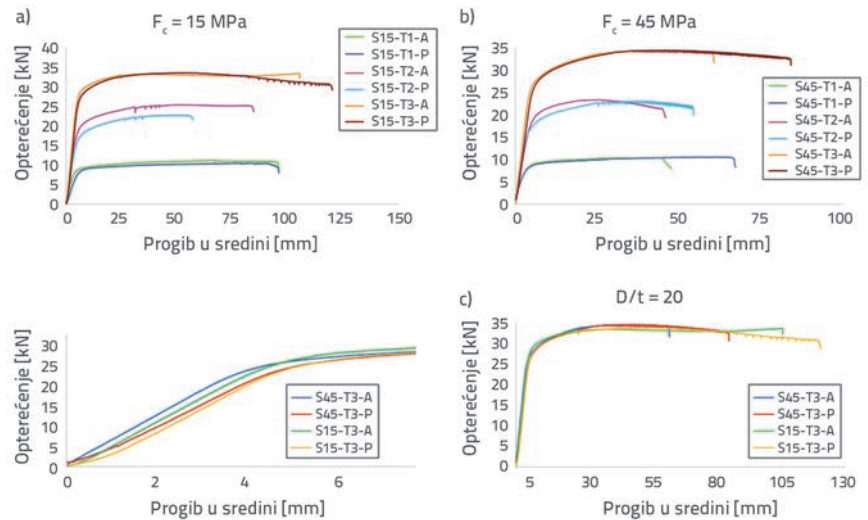 a)
F_c = 15 MPa
Opterećenje [kN]
40
35
30
25
20
15
10
5
0
0 25 50 75 100 125 150
Progib u sredini [mm]
S15-T1-A
S15-T1-P
S15-T2-A
S15-T2-P
S15-T3-A
S15-T3-P
b)
F_c = 45 MPa
Opterećenje [kN]
35
30
25
20
15
10
5
0
0 25 50 75 100
Progib u sredini [mm]
S45-T1-A
S45-T1-P
S45-T2-A
S45-T2-P
S45-T3-A
S45-T3-P
Opterećenje [kN]
30
25
20
15
10
5
0
0 2 4 6
Progib u sredini [mm]
S45-T3-A
S45-T3-P
S15-T3-A
S15-T3-P
c)
D/t = 20
Opterećenje [kN]
40
35
30
25
20
15
10
5
0
5 30 55 80 105 130
Progib u sredini [mm]
S45-T3-A
S45-T3-P
S15-T3-A
S15-T3-P